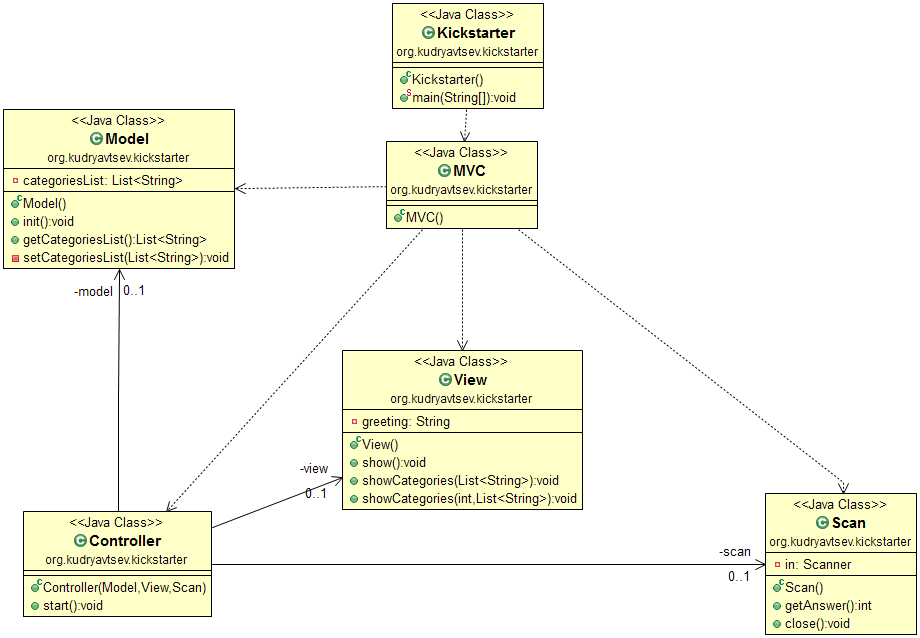 <<Java Class>>
Kickstarter
org.kudryavtsev.kickstarter
Kickstarter()
main(String[]):void
<<Java Class>>
Model
org.kudryavtsev.kickstarter
categoriesList: List<String>
Model()
init():void
getCategoriesList():List<String>
setCategoriesList(List<String>):void
<<Java Class>>
MVC
org.kudryavtsev.kickstarter
MVC()
-model 0..1
<<Java Class>>
View
org.kudryavtsev.kickstarter
greeting: String
View()
show():void
showCategories(List<String>):void
showCategories(int,List<String>):void
-view
0..1
<<Java Class>>
Controller
org.kudryavtsev.kickstarter
Controller(Model,View,Scan)
start():void
-scan
0..1
<<Java Class>>
Scan
org.kudryavtsev.kickstarter
in: Scanner
Scan()
getAnswer():int
close():void